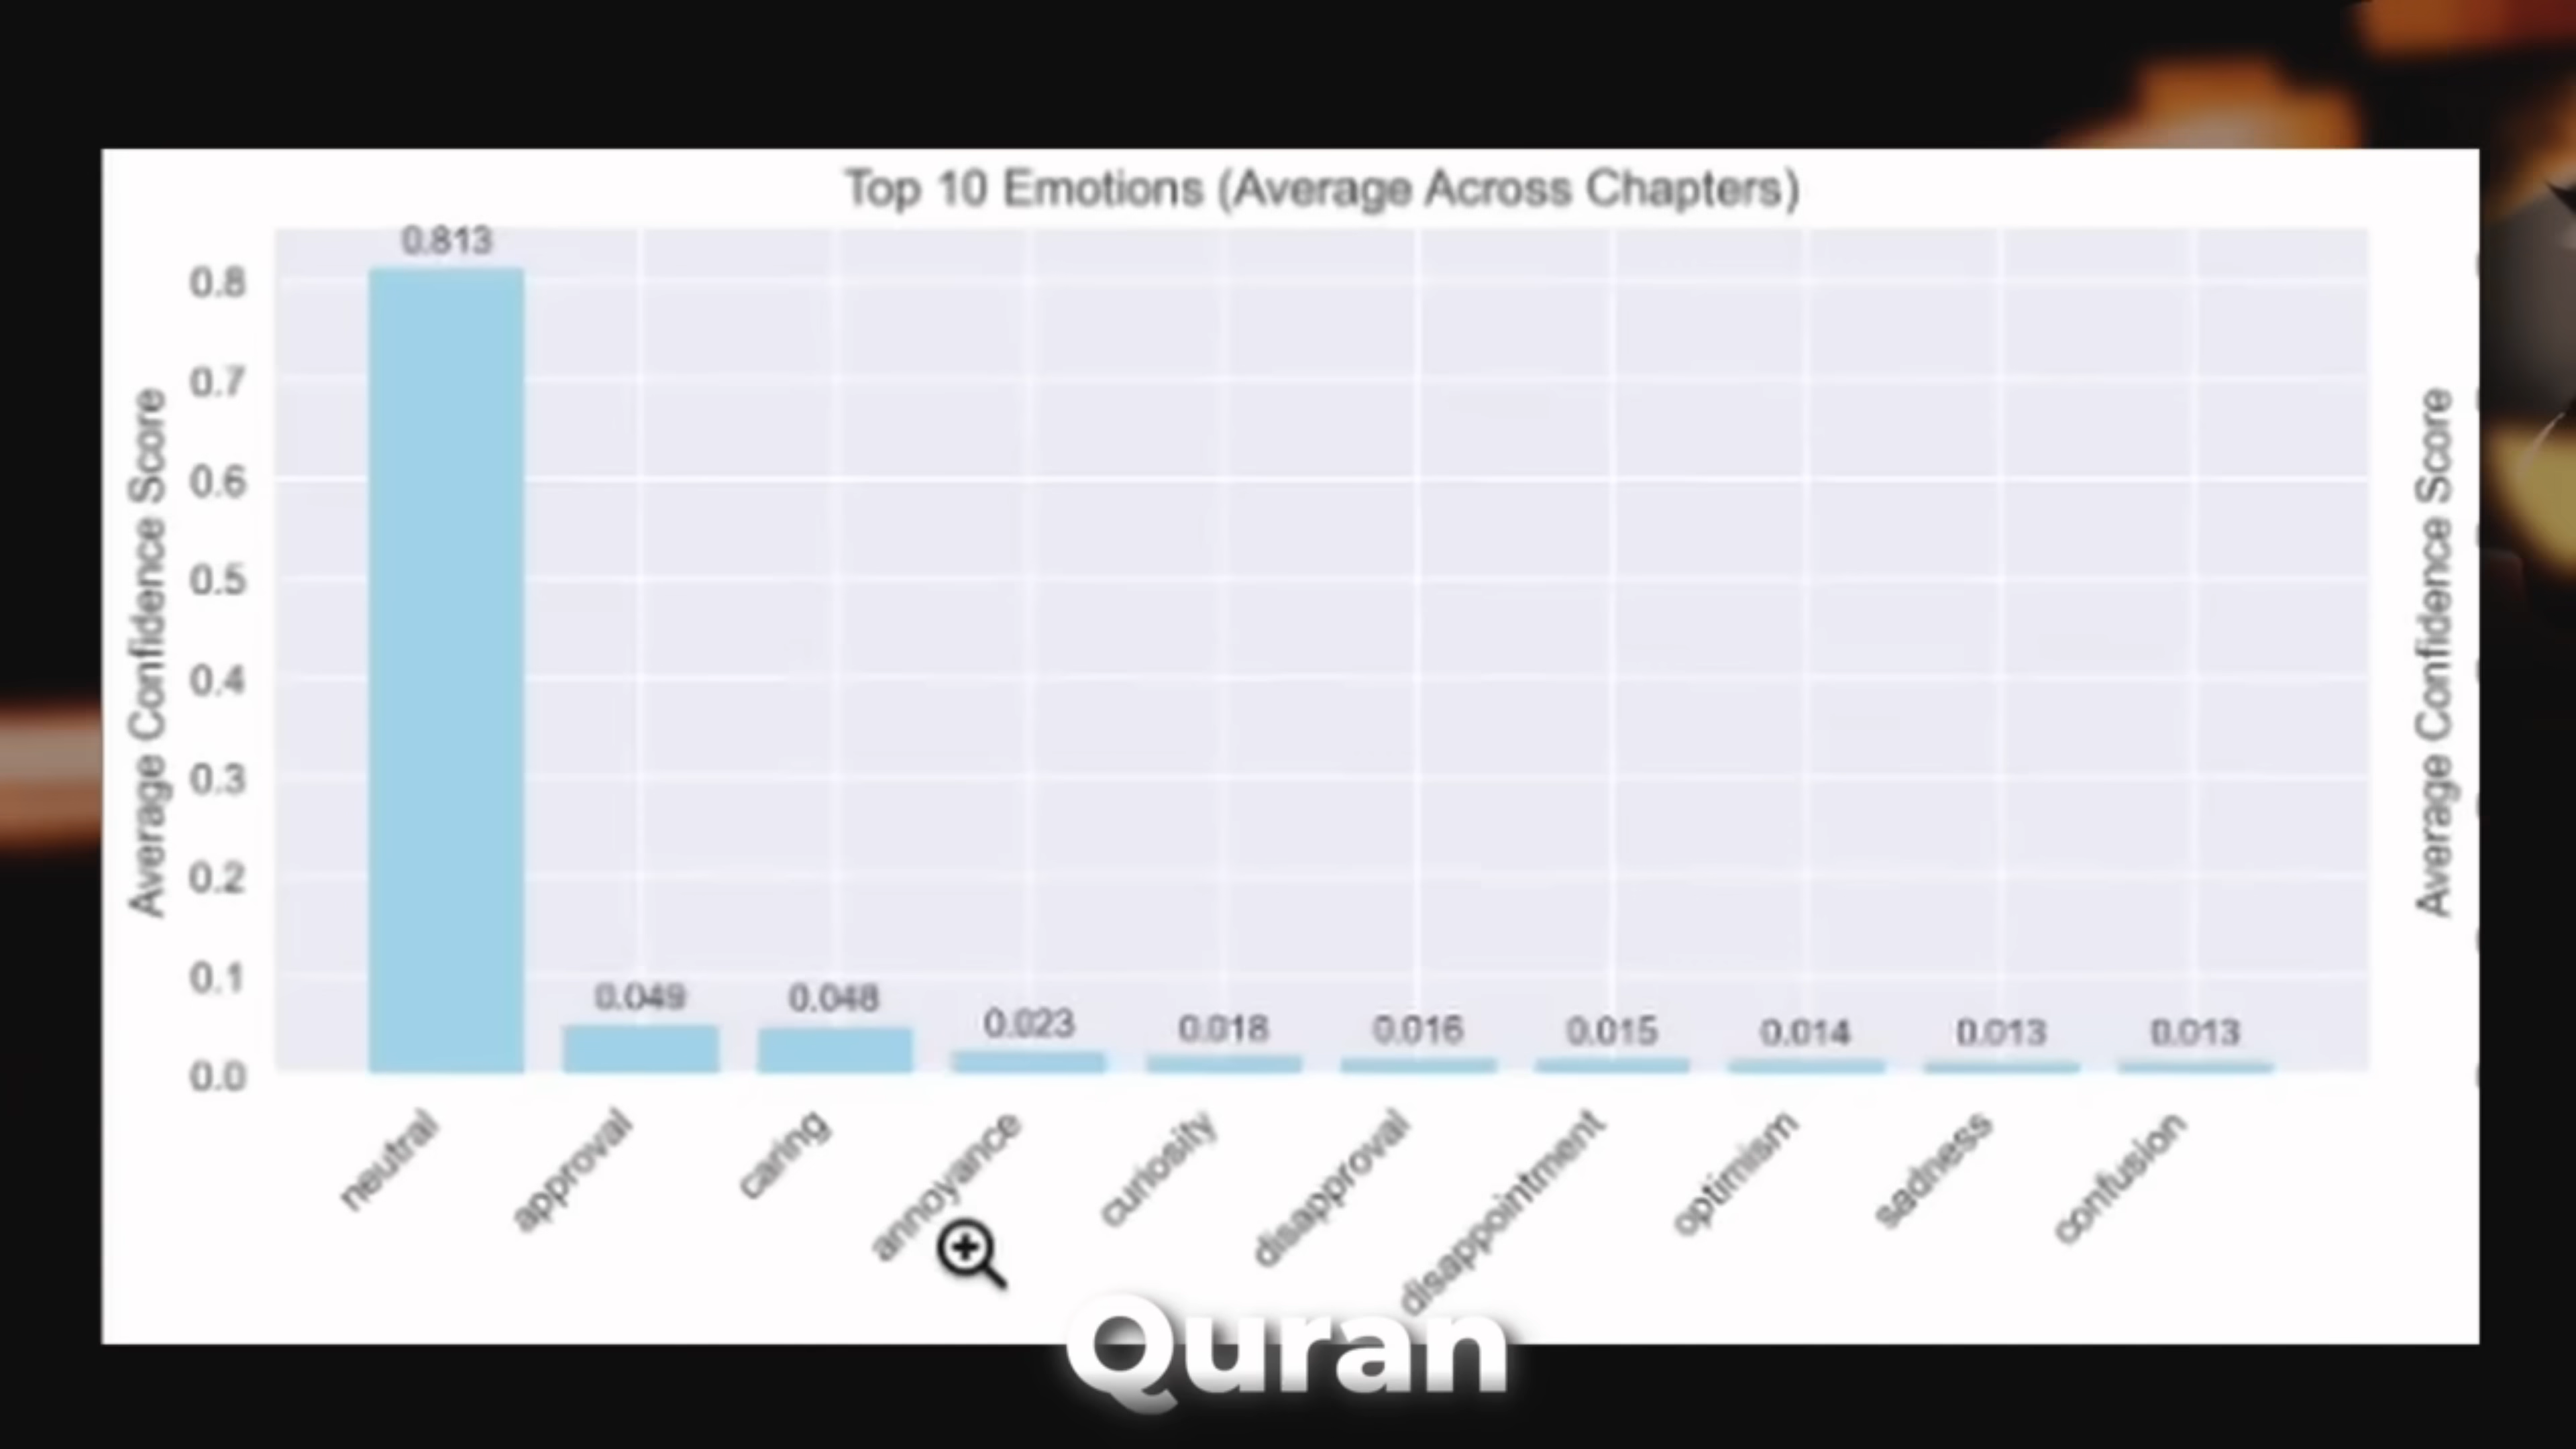 Top 10 Emotions (Average Across Chapters)
Average Confidence Score
0.8
0.7
0.6
0.5
0.4
0.3
0.2
0.1
0.0
0.813
0.049
0.048
0.023
0.018
0.016
0.015
0.014
0.013
0.013
neutral
approval
caring
annoyance
curiosity
disapproval
disappointment
optimism
sadness
confusion
Average Confidence Score
Quran